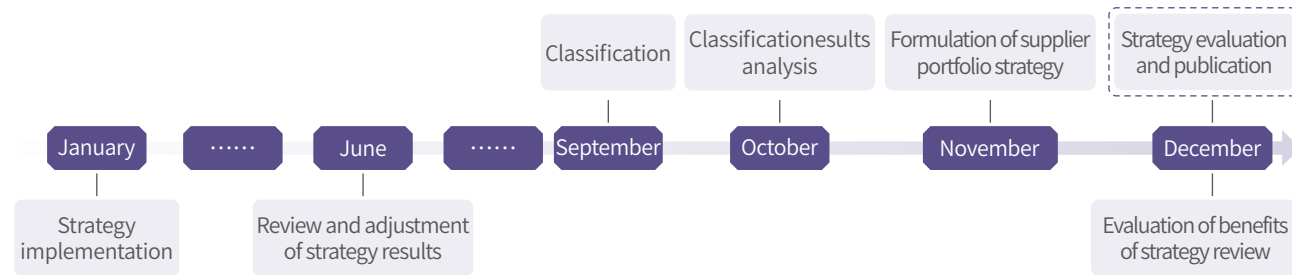 Classification
Classificationesults
analysis
Formulation of supplier
portfolio strategy
Strategy evaluation
and publication
January
……
June
……
September
October
November
December
Strategy
implementation
Review and adjustment
of strategy results
Evaluation of benefits
of strategy review